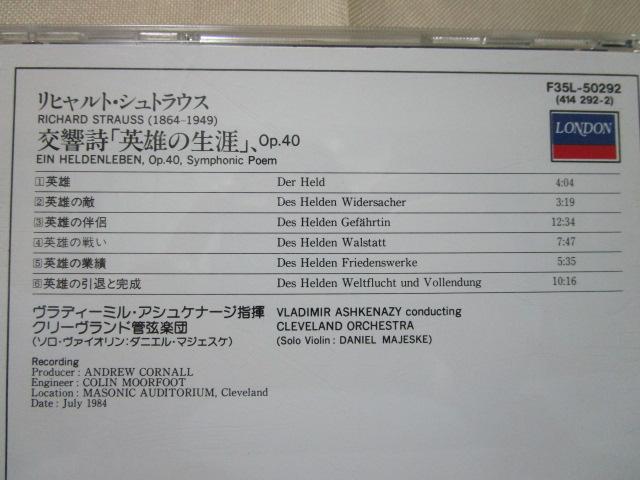 F35L-50292
(414 292-2)
リヒャルト・シュトラウス
RICHARD STRAUSS (1864-1949)
交響詩「英雄の生涯」、Op.40
EIN HELDENLEBEN, Op.40, Symphonic Poem
LONDON
1 英雄 Der Held 4:04
2 英雄の敵 Des Helden Widersacher 3:19
3 英雄の伴侶 Des Helden Gefährtin 12:34
4 英雄の戦い Des Helden Walstatt 7:47
5 英雄の業績 Des Helden Friedenswerke 5:35
6 英雄の引退と完成 Des Helden Weltflucht und Vollendung 10:16
ヴラディーミル・アシュケナージ指揮 VLADIMIR ASHKENAZY conducting
クリーヴランド管弦楽団 CLEVELAND ORCHESTRA
(ソロ・ヴァイオリン:ダニエル・マジェスケ) (Solo Violin : DANIEL MAJESKE)
Recording
Producer : ANDREW CORNALL
Engineer : COLIN MOORFOOT
Location : MASONIC AUDITORIUM, Cleveland
Date : July 1984